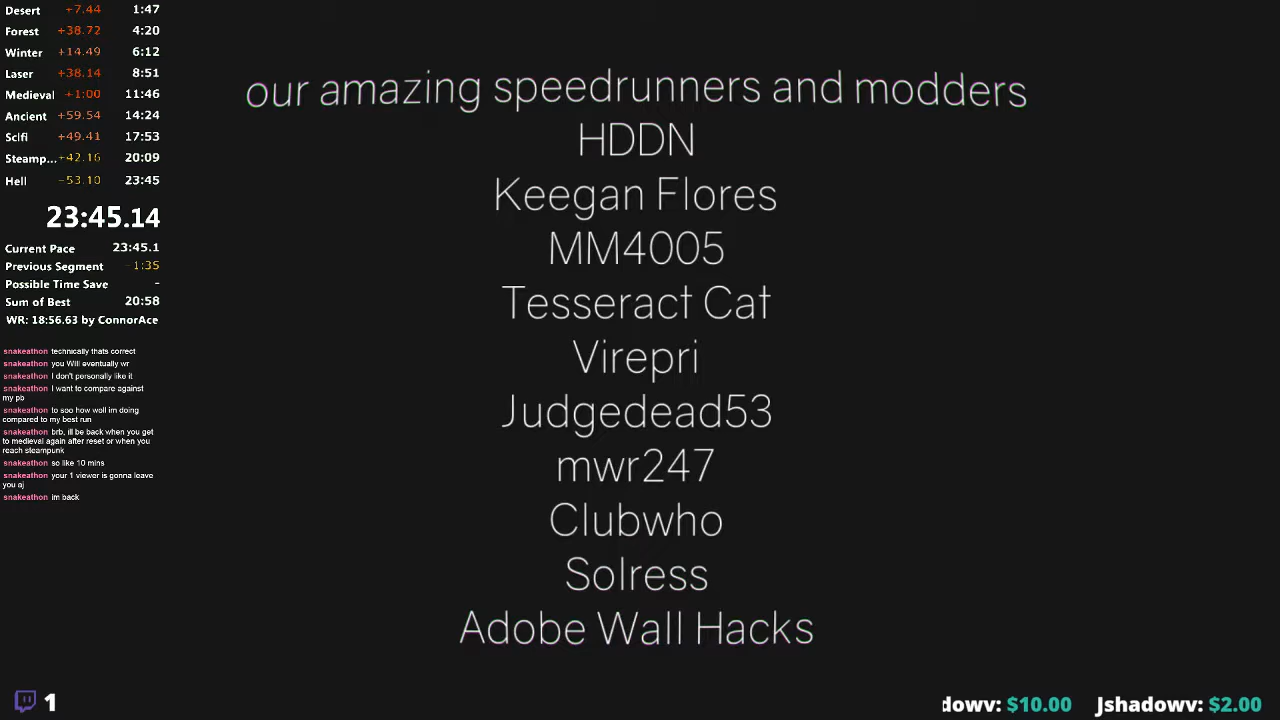 Desert +7.44 1:47
Forest +38.72 4:20
Winter +14.49 6:12
Laser +38.14 8:51
Medieval +1:00 11:46
Ancient +59.54 14:24
Scifi +49.41 17:53
Steamp... +42.16 20:09
Hell -53.10 23:45
23:45.14
Current Pace 23:45.1
Previous Segment -1:35
Possible Time Save -
Sum of Best 20:58
WR: 18:56.63 by ConnorAce
snakeathon technically thats correct
snakeathon you Will eventually wr
snakeathon I don't personally like it
snakeathon I want to compare against
my pb
snakeathon to soo how woll im doing
compared to my best run
snakeathon brb, ill be back when you get
to medieval again after reset or when you
reach steampunk
snakeathon so like 10 mins
snakeathon your 1 viewer is gonna leave
you aj
snakeathon im back
our amazing speedrunners and modders
HDDN
Keegan Flores
MM4005
Tesseract Cat
Virepri
Judgedead53
mwr247
Clubwho
Solress
Adobe Wall Hacks
1
dowv: $10.00 Jshadowv: $2.00